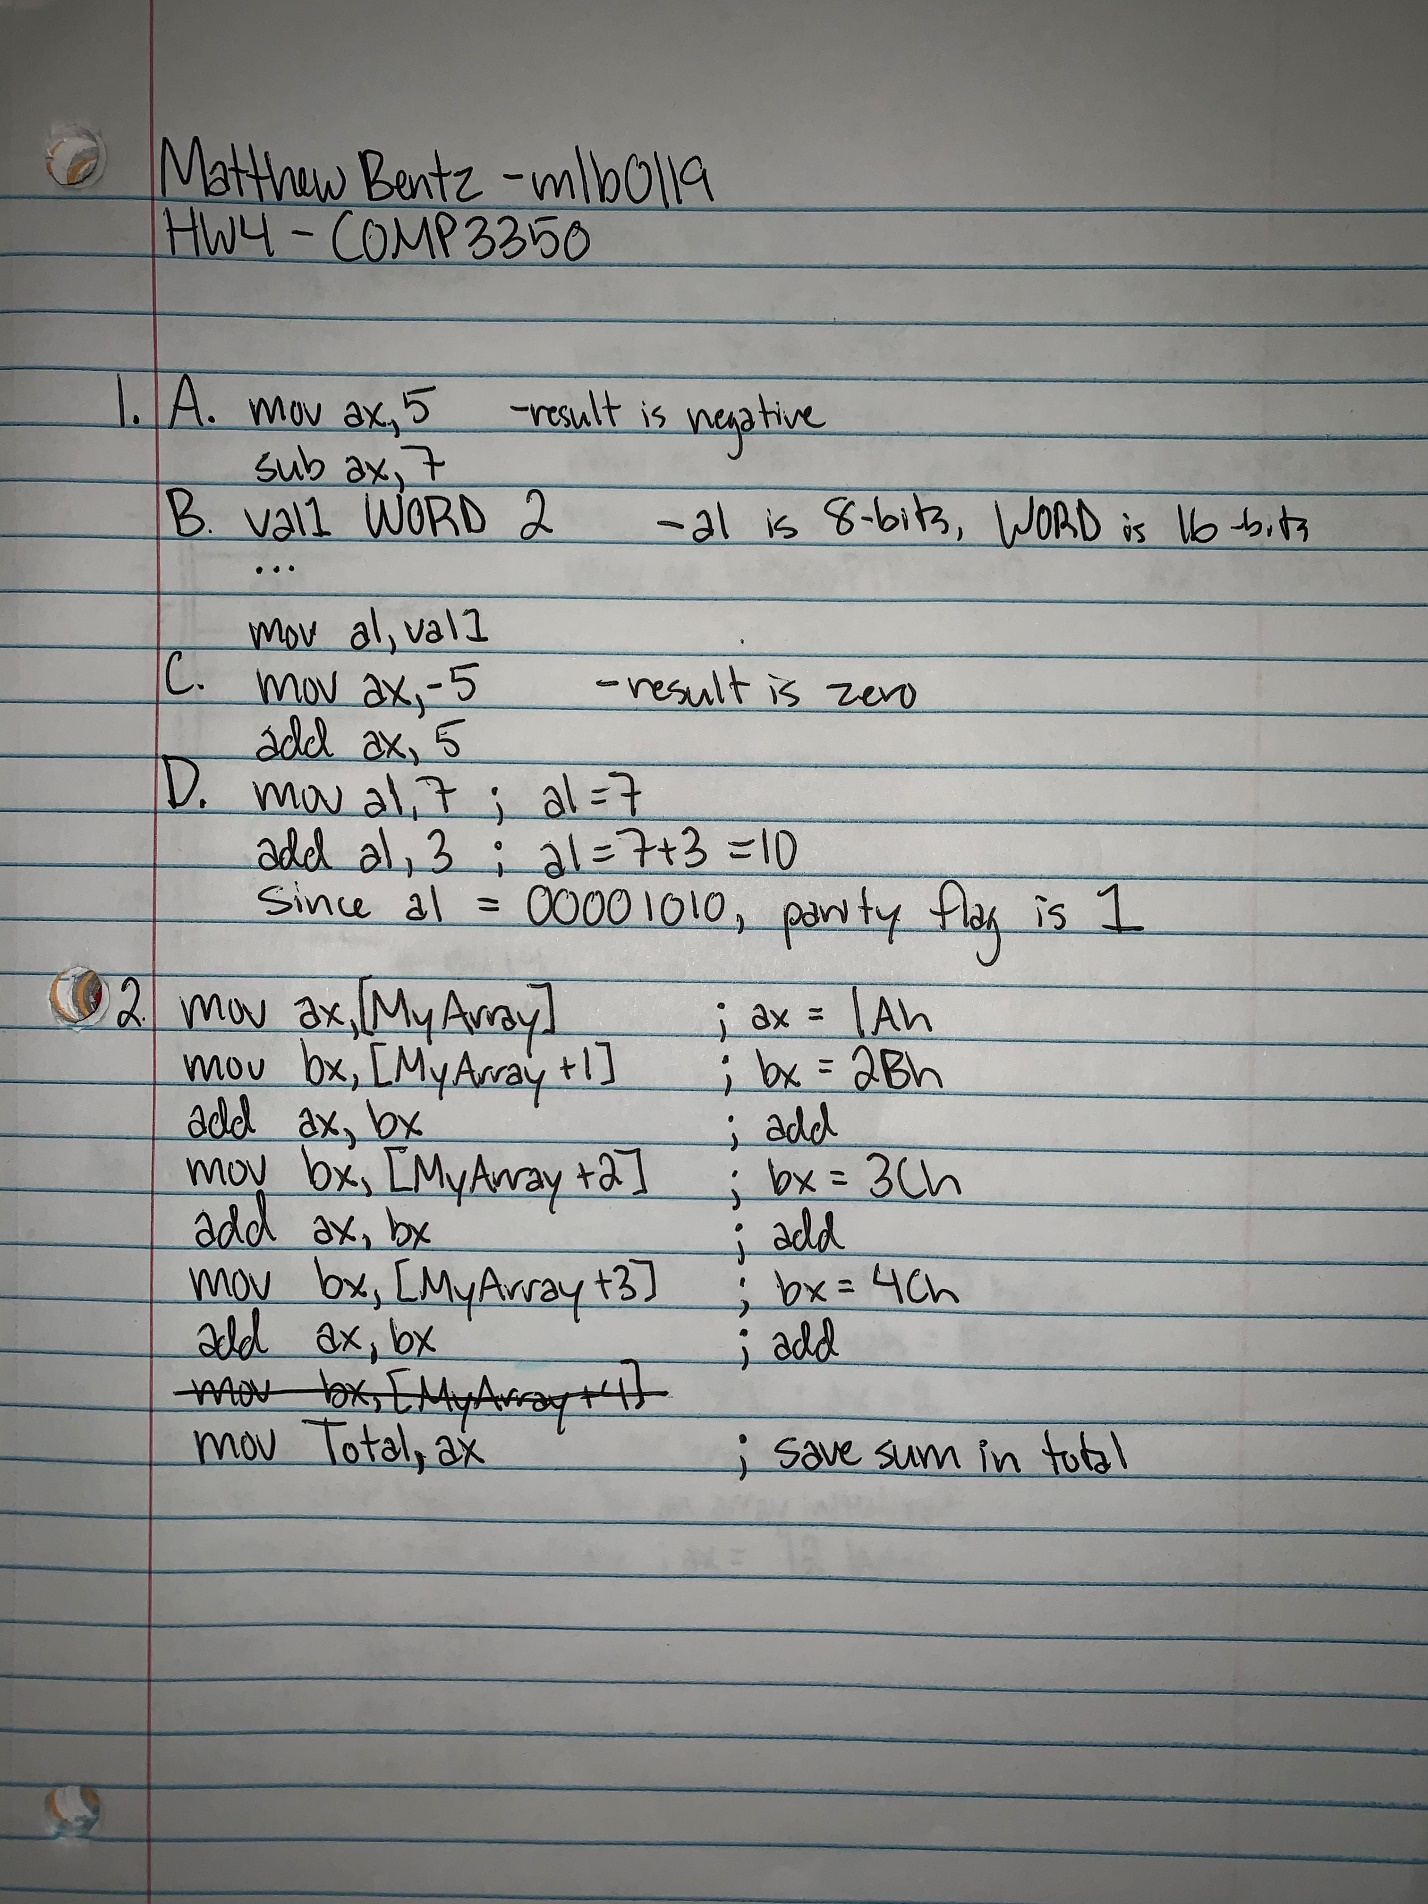 Matthew Bentz - mlb0119
HW4 - COMP3350
1. A. mov ax, 5 - result is negative
sub ax, 7
B. val1 WORD 2 - al is 8-bits, WORD is 16-bits
...
mov al, val1
C. mov ax, -5 - result is zero
add ax, 5
D. mov al, 7 ; al = 7
add al, 3 ; al = 7+3 = 10
Since al = 00001010, parity flag is 1
2. mov ax, [MyArray] ; ax = 1Ah
mov bx, [MyArray +1] ; bx = 2Bh
add ax, bx ; add
mov bx, [MyArray +2] ; bx = 3Ch
add ax, bx ; add
mov bx, [MyArray +3] ; bx = 4Ch
add ax, bx ; add
mov bx, [MyArray +4]
mov Total, ax ; save sum in total